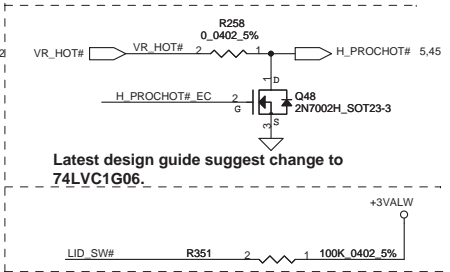 R258
0_0402_5%
2
VR_HOT#
VR_HOT#
2
1
H_PROCHOT# 5,45
1
D
H_PROCHOT#_EC
2
G
Q48
2N7002H_SOT23-3
3
S
Latest design guide suggest change to
74LVC1G06.
+3VALW
LID_SW#
R351
2
1
100K_0402_5%